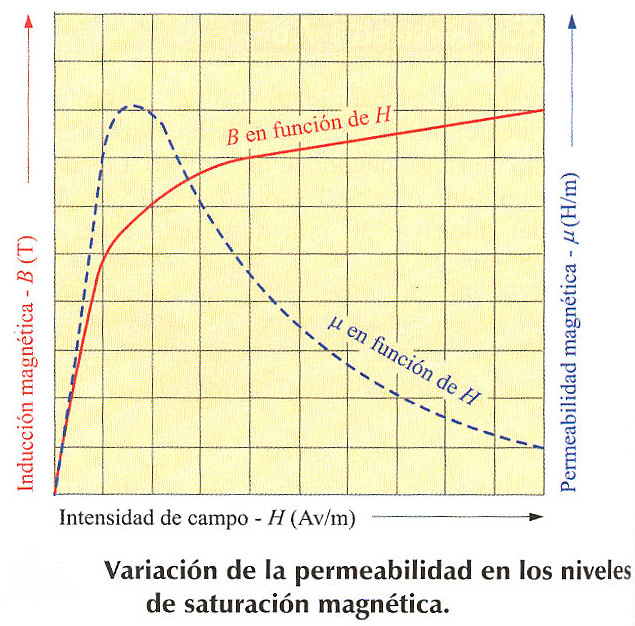 Inducción magnética - B (T)
B en función de H
μ en función de H
Permeabilidad magnética - μ (H/m)
Intensidad de campo - H (Av/m)
Variación de la permeabilidad en los niveles
de saturación magnética.